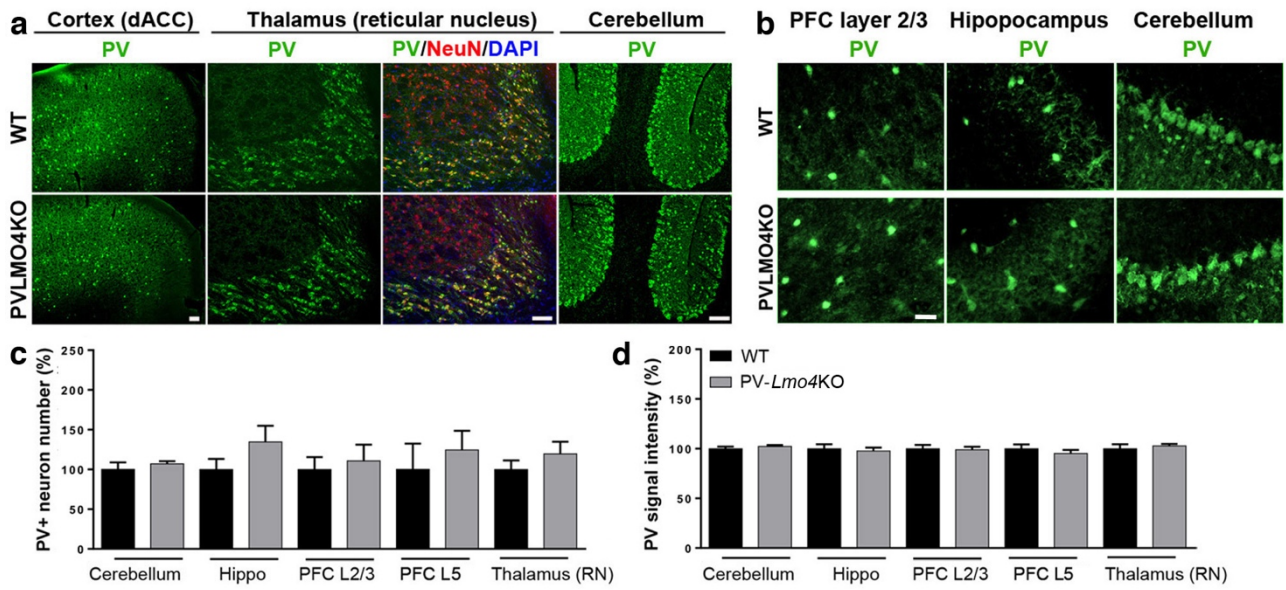 a
Cortex (dACC) Thalamus (reticular nucleus) Cerebellum
PV PV PV/NeuN/DAPI PV
WT
PVLMO4KO
b
PFC layer 2/3 Hipopocampus Cerebellum
PV PV PV
WT
PVLMO4KO
c
PV+ neuron number (%)
250
200
150
100
50
0
Cerebellum Hippo PFC L2/3 PFC L5 Thalamus (RN)
d
PV signal intensity (%)
200
150
100
50
0
WT
PV-Lmo4KO
Cerebellum Hippo PFC L2/3 PFC L5 Thalamus (RN)